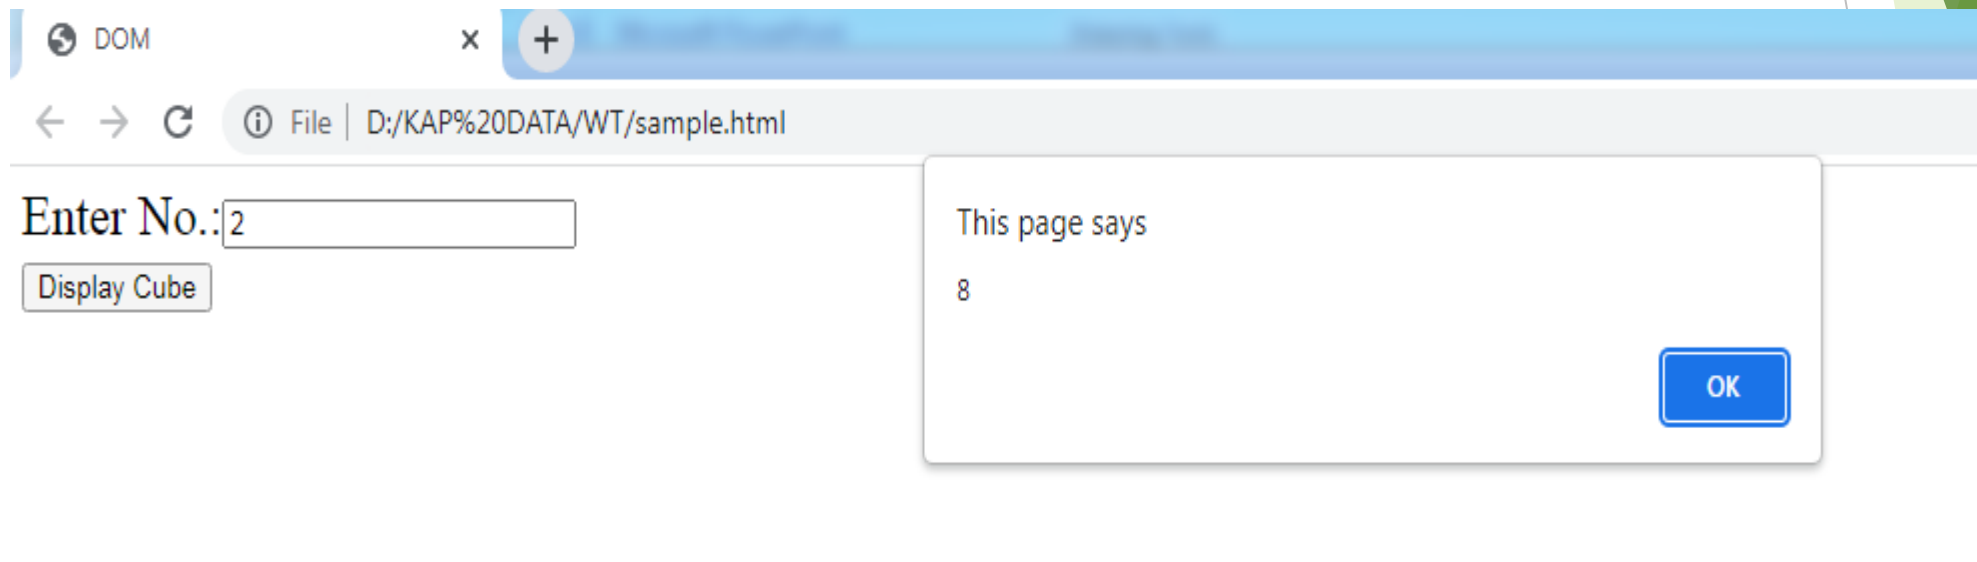 DOM
File | D:/KAP%20DATA/WT/sample.html
Enter No.: 2
Display Cube
This page says
8
OK